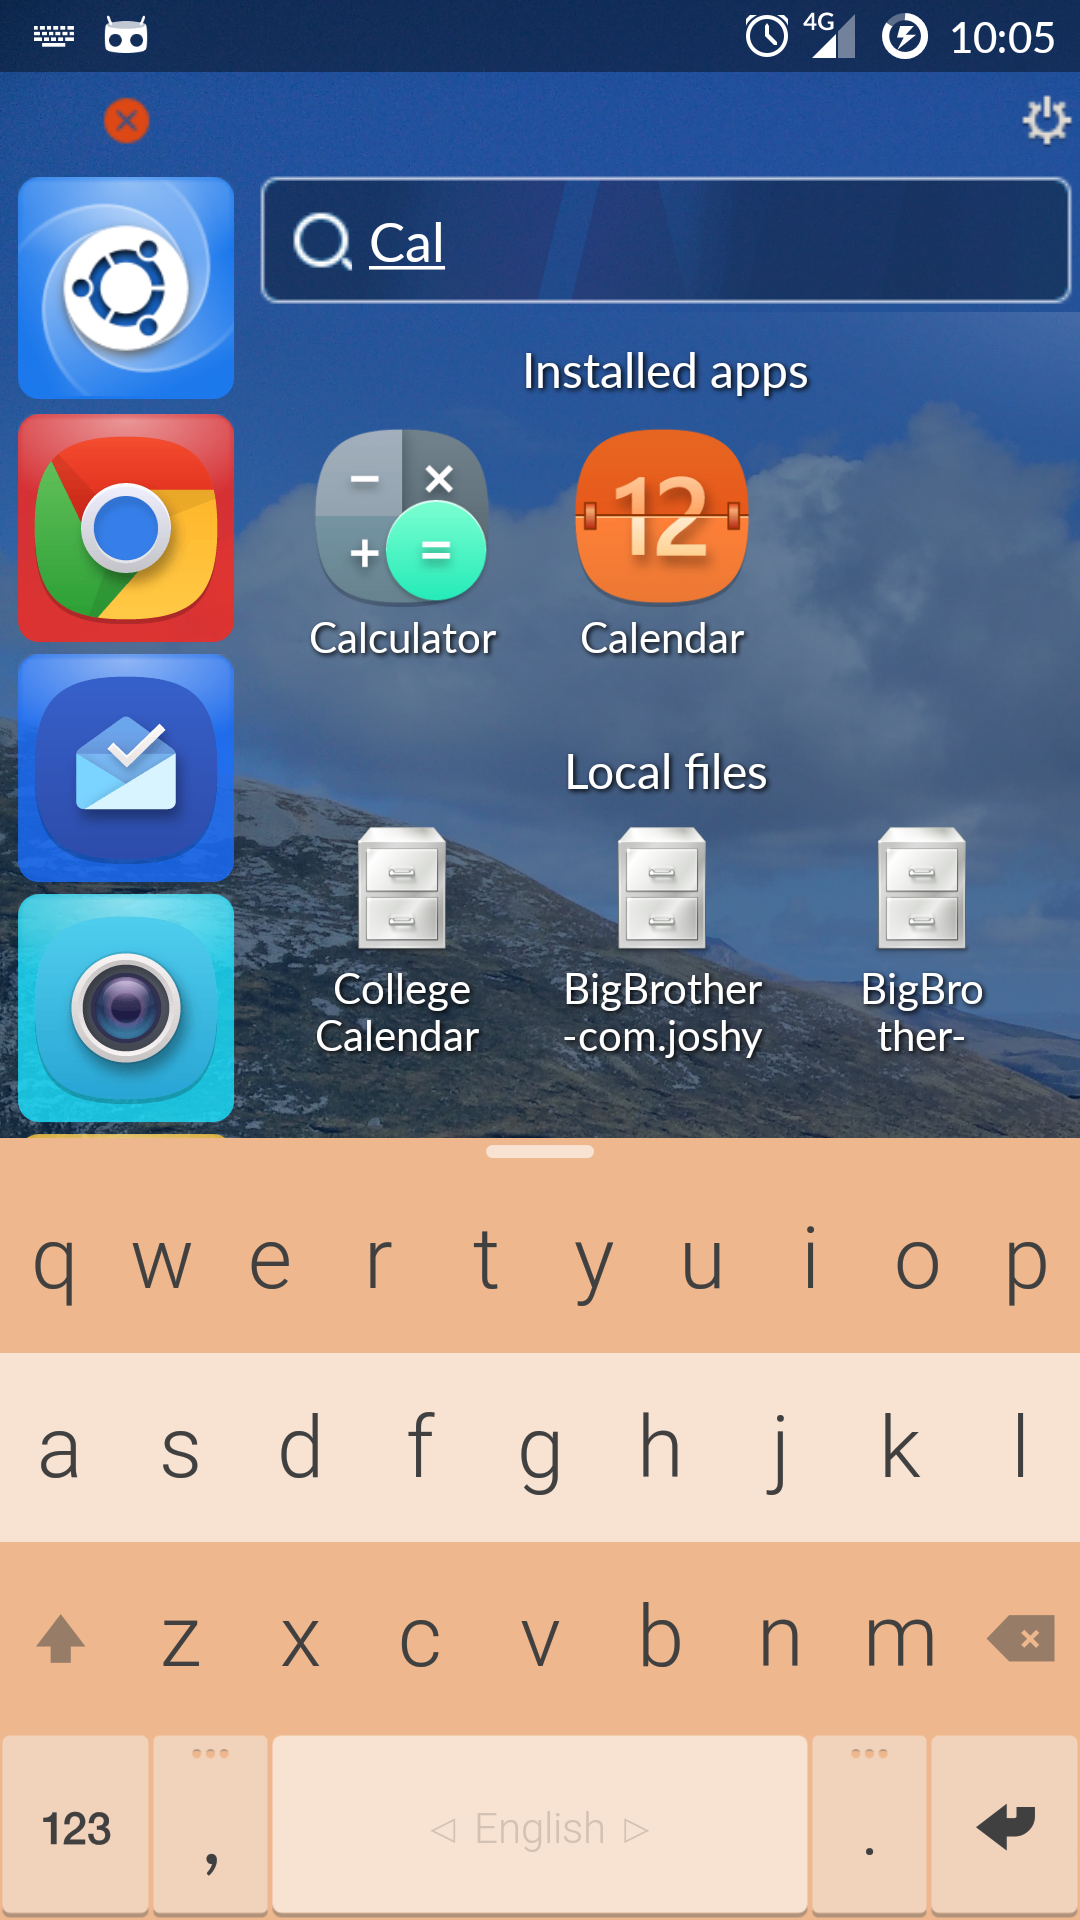 4G
10:05
Cal
Installed apps
12
Calculator
Calendar
Local files
College
Calendar
BigBrother
-com.joshy
BigBro
ther-
q w e r t y u i o p
a s d f g h j k l
z x c v b n m
123
,
English
.